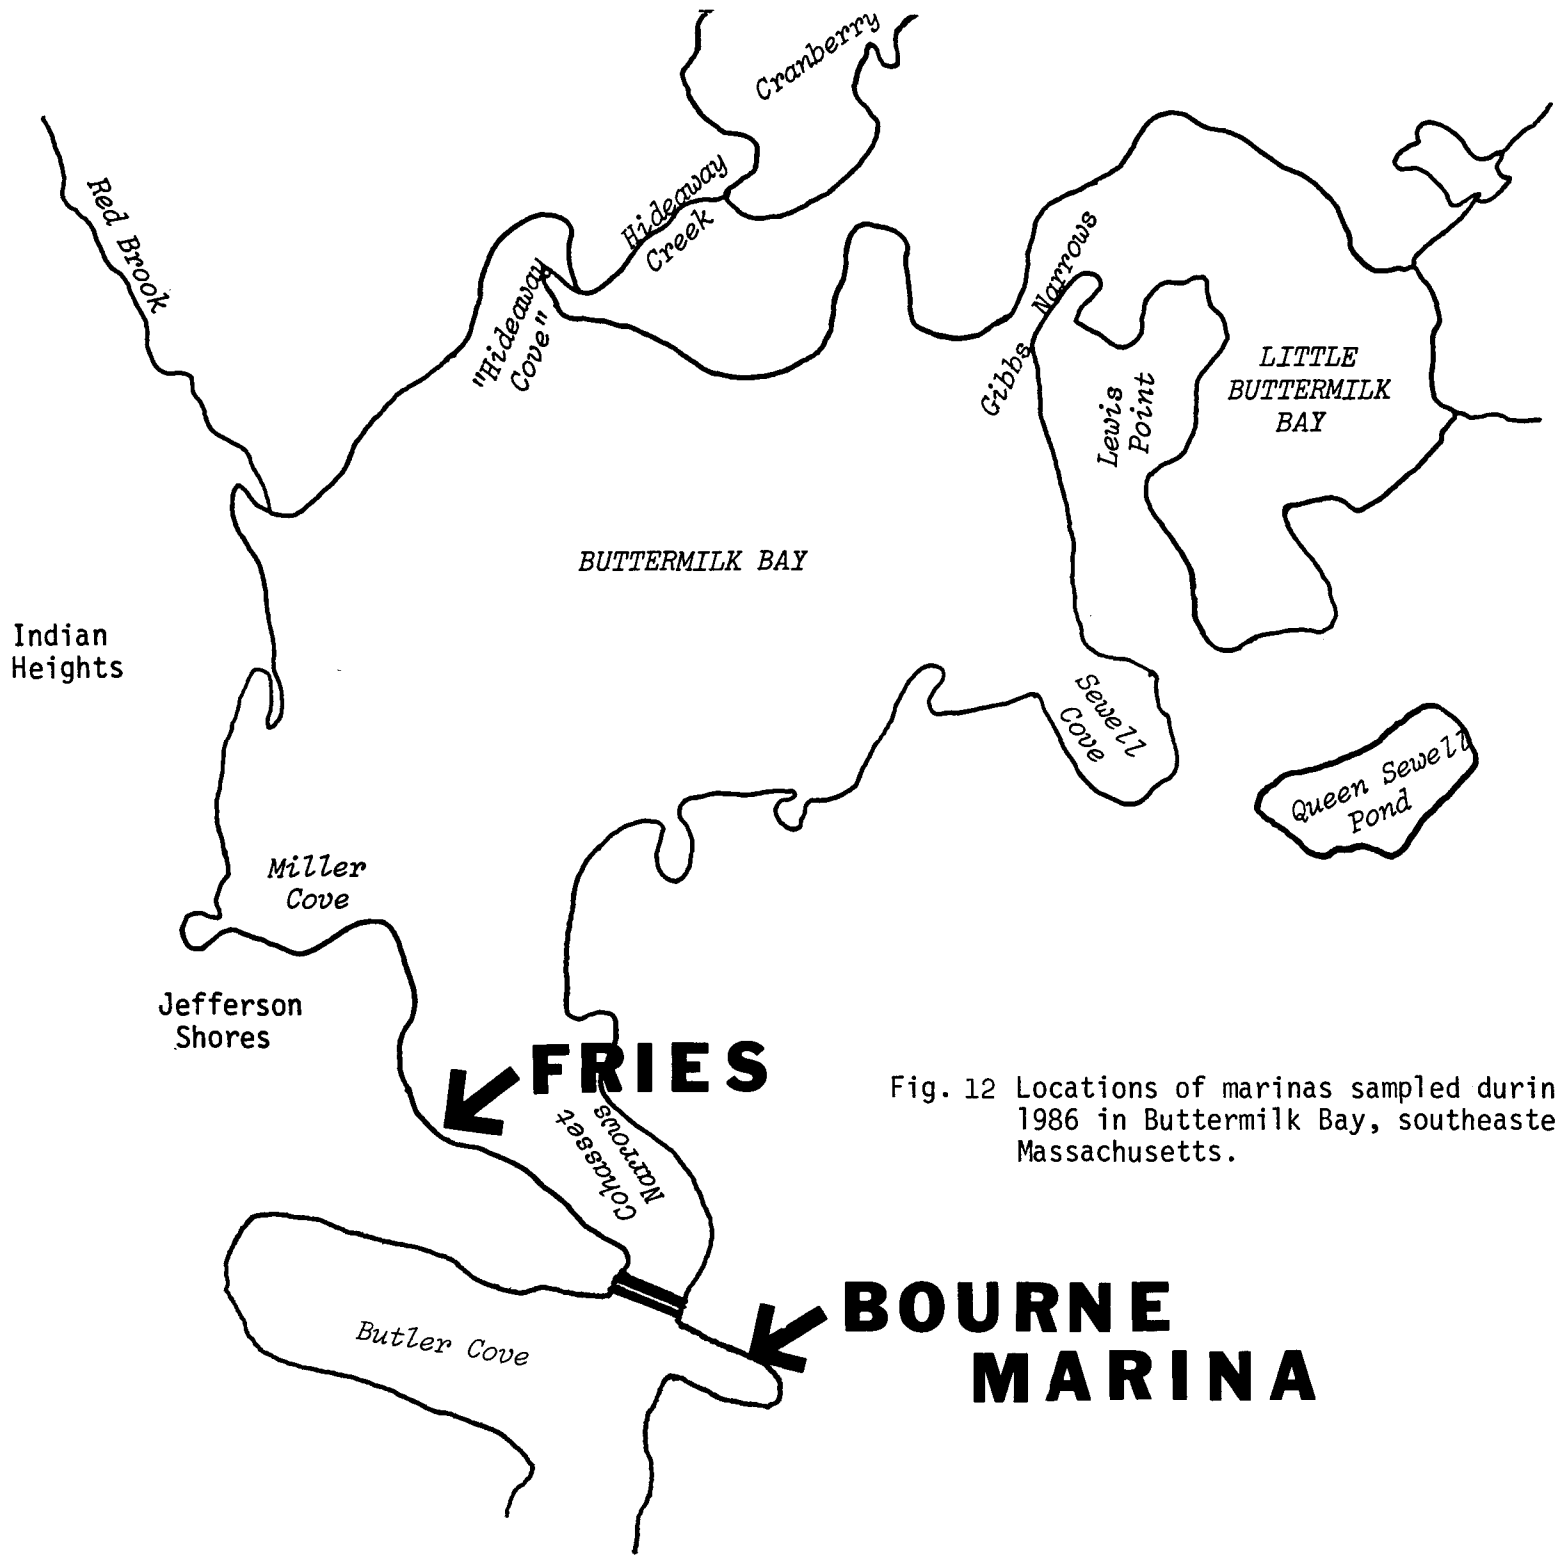 Cranberry
Hideaway
Creek
Red Brook
"Hideaway
Cove"
Gibbs Narrows
Lewis
Point
LITTLE
BUTTERMILK
BAY
BUTTERMILK BAY
Indian
Heights
Sewell
Cove
Queen Sewell
Pond
Miller
Cove
Jefferson
Shores
FRIES
Cohasset
Narrows
Fig. 12 Locations of marinas sampled durin
1986 in Buttermilk Bay, southeaste
Massachusetts.
BOURNE
MARINA
Butler Cove